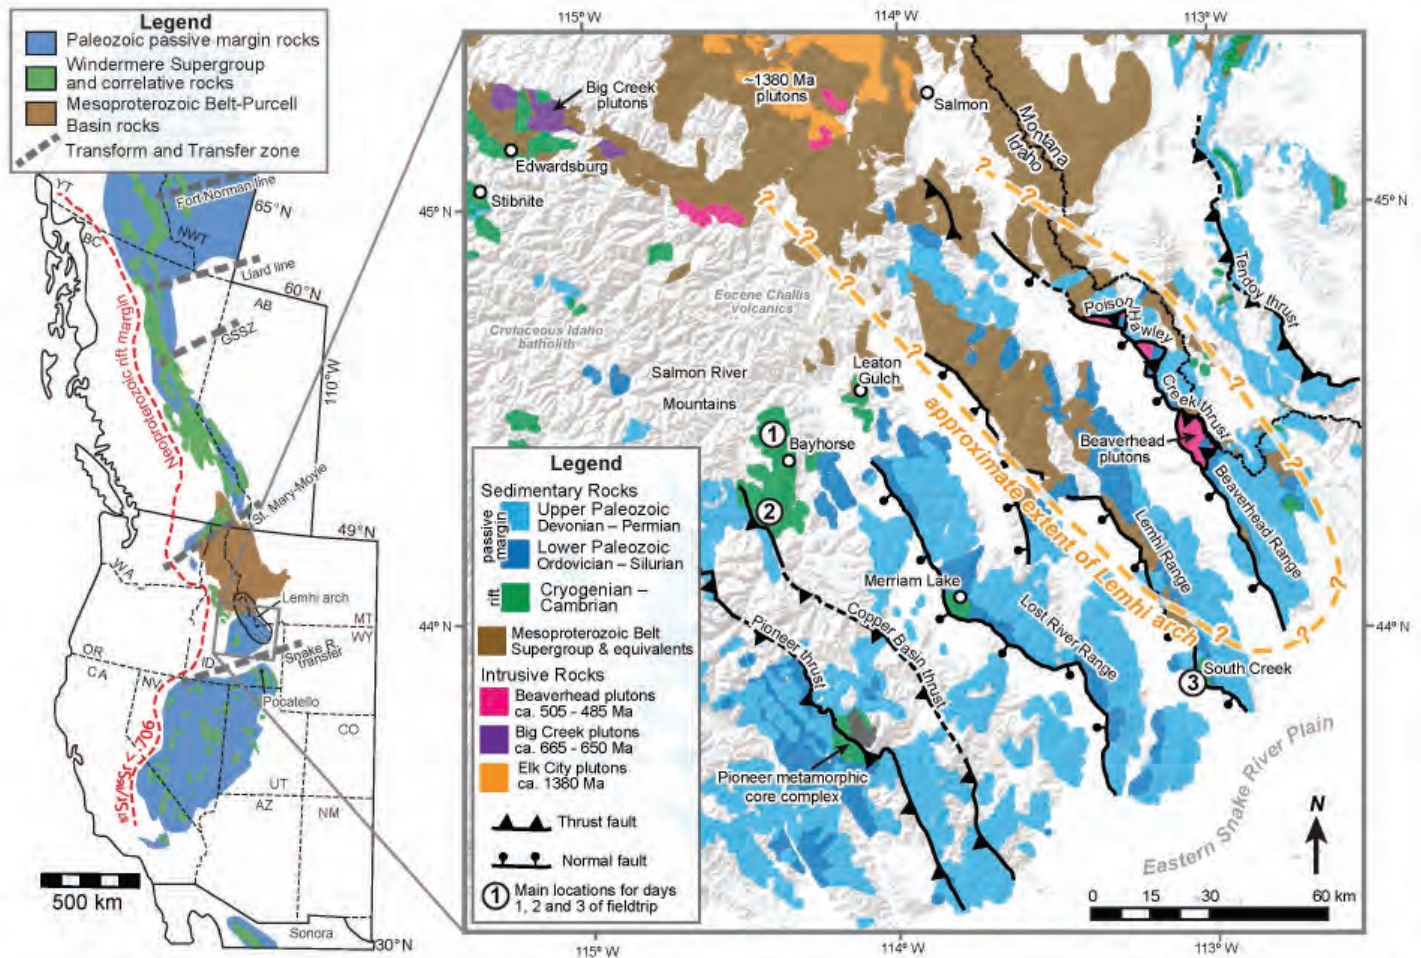 Legend
Paleozoic passive margin rocks
Windermere Supergroup
and correlative rocks
Mesoproterozoic Belt-Purcell
Basin rocks
Transform and Transfer zone
YT
Fort Norman line
65°N
NWT
BC
Liard line
60°N
AB
GSSZ
110°W
Neoproterozoic rift margin
St. Mary-Moyie
49°N
WA
Lemhi arch
MT
WY
OR
ID
Snake R.
transfer
CA
NV
Pocatello
CO
UT
AZ
NM
500 km
Sonora
30°N
115° W
114° W
113° W
45° N
45° N
44° N
44° N
115° W
114° W
113° W
Big Creek
plutons
~1380 Ma
plutons
Salmon
Montana
Idaho
Edwardsburg
Stibnite
Eocene Challis
volcanics
Cretaceous Idaho
batholith
Salmon River
Mountains
Leaton
Gulch
Tendoy thrust
Poison
Hawley
Creek thrust
Beaverhead
plutons
Beaverhead Range
1
Bayhorse
2
approximate extent of Lemhi arch
Lemhi Range
Merriam Lake
Lost River Range
Copper Basin thrust
Pioneer thrust
South Creek
3
Pioneer metamorphic
core complex
Eastern Snake River Plain
N
0 15 30 60 km
? ? ? ? ? ? ? ? ? ? ? ?
Legend
Sedimentary Rocks
passive
margin
Upper Paleozoic
Devonian – Permian
Lower Paleozoic
Ordovician – Silurian
rift
Cryogenian –
Cambrian
Mesoproterozoic Belt
Supergroup & equivalents
Intrusive Rocks
Beaverhead plutons
ca. 505 - 485 Ma
Big Creek plutons
ca. 665 - 650 Ma
Elk City plutons
ca. 1380 Ma
Thrust fault
Normal fault
1 Main locations for days
1, 2 and 3 of fieldtrip